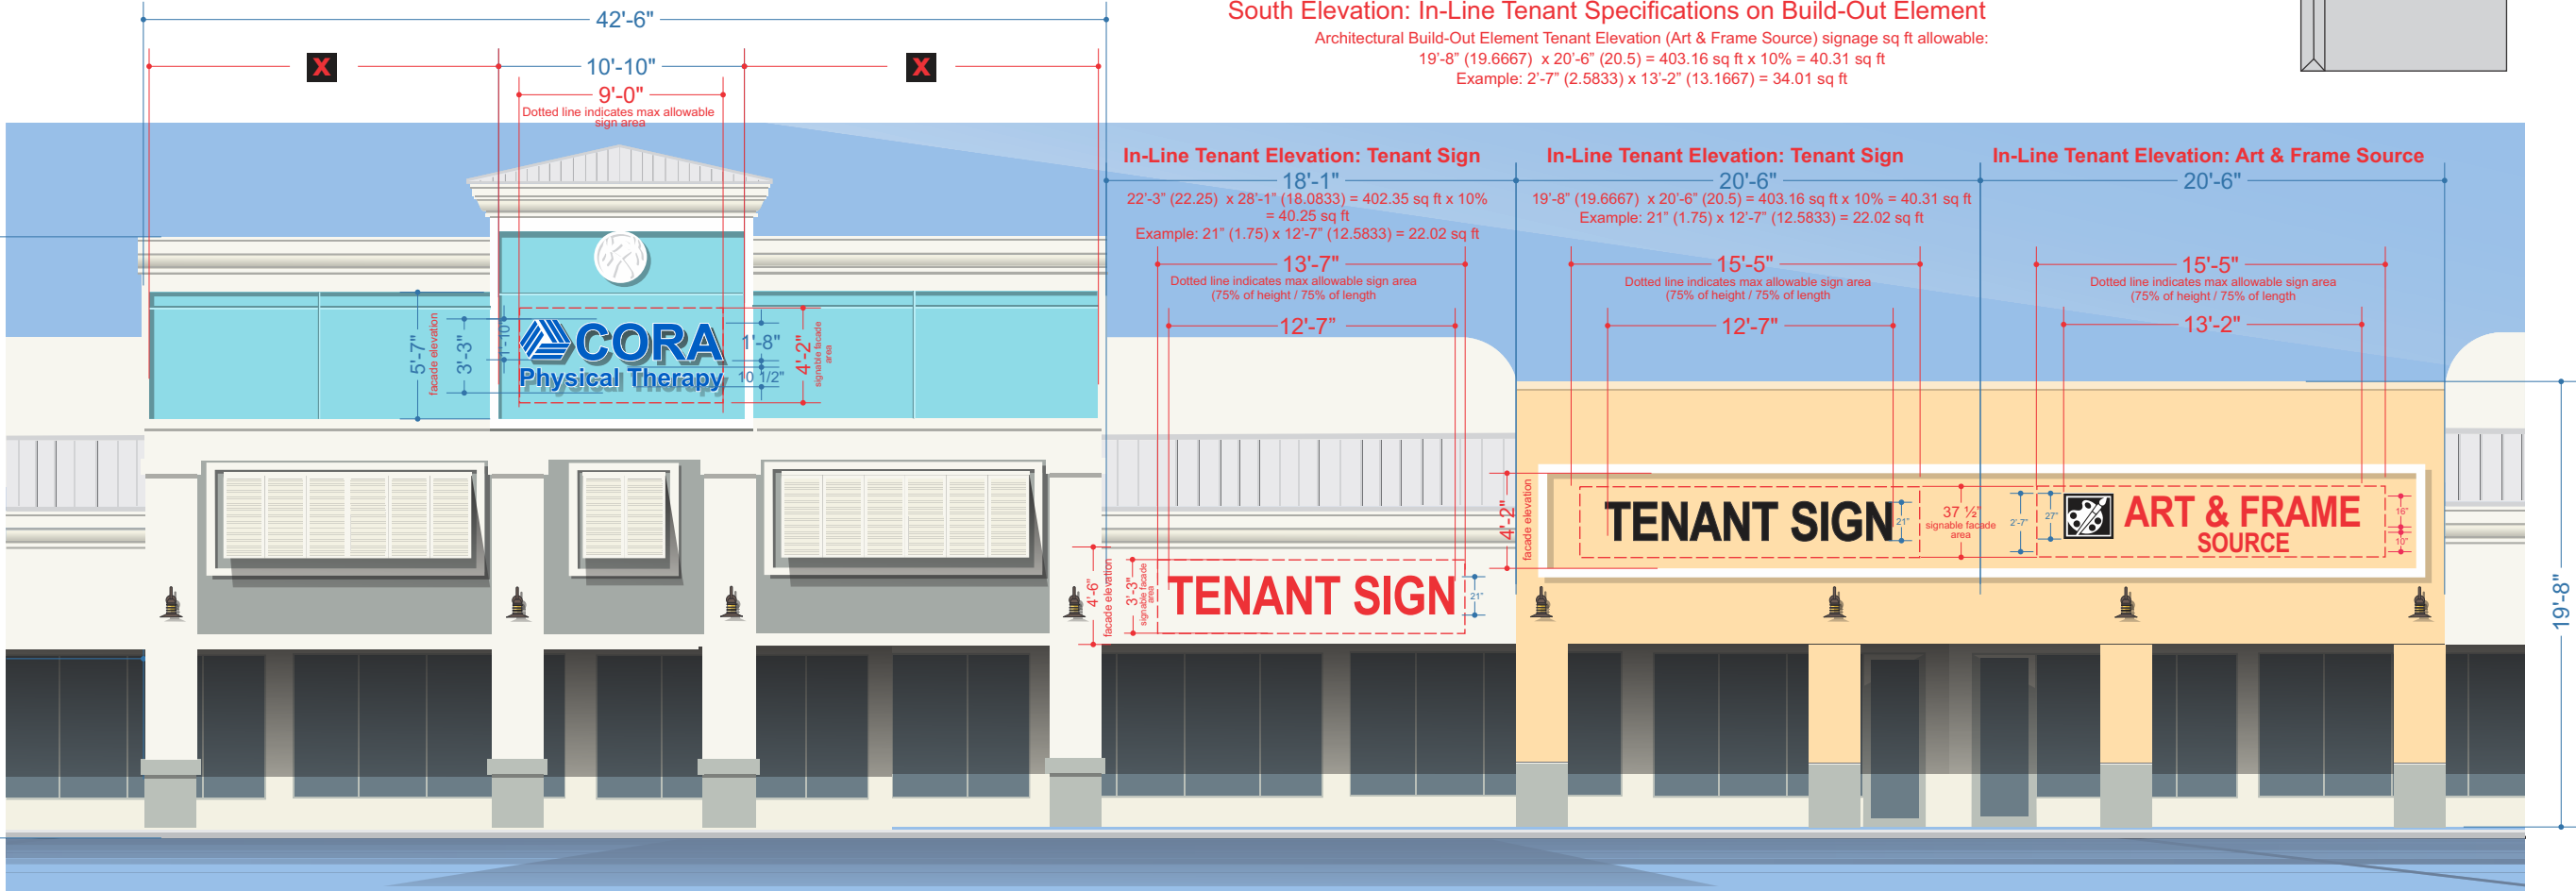 42'-6"
South Elevation: In-Line Tenant Specifications on Build-Out Element
Architectural Build-Out Element Tenant Elevation (Art & Frame Source) signage sq ft allowable:
19'-8” (19.6667) x 20'-6” (20.5) = 403.16 sq ft x 10% = 40.31 sq ft
Example: 2'-7” (2.5833) x 13'-2” (13.1667) = 34.01 sq ft
X
10'-10"
X
9'-0"
Dotted line indicates max allowable
sign area
In-Line Tenant Elevation: Tenant Sign
18'-1"
22'-3” (22.25) x 28'-1” (18.0833) = 402.35 sq ft x 10%
= 40.25 sq ft
Example: 21” (1.75) x 12'-7” (12.5833) = 22.02 sq ft
13'-7"
Dotted line indicates max allowable sign area
(75% of height / 75% of length
12'-7”
In-Line Tenant Elevation: Tenant Sign
20'-6"
19'-8” (19.6667) x 20'-6” (20.5) = 403.16 sq ft x 10% = 40.31 sq ft
Example: 21” (1.75) x 12'-7” (12.5833) = 22.02 sq ft
15'-5"
Dotted line indicates max allowable sign area
(75% of height / 75% of length
12'-7"
In-Line Tenant Elevation: Art & Frame Source
20'-6"
15'-5"
Dotted line indicates max allowable sign area
(75% of height / 75% of length
13'-2"
5'-7"
facade elevation
3'-3"
1'-10"
CORA
Physical Therapy
1'-8"
10 1/2"
4'-2"
signable facade
area
4'-6"
facade elevation
3'-3"
signable facade
area
TENANT SIGN
21"
4'-2"
facade elevation
TENANT SIGN
21"
37 ½"
signable facade
area
2'-7"
27"
ART & FRAME
SOURCE
16"
10"
19'-8"